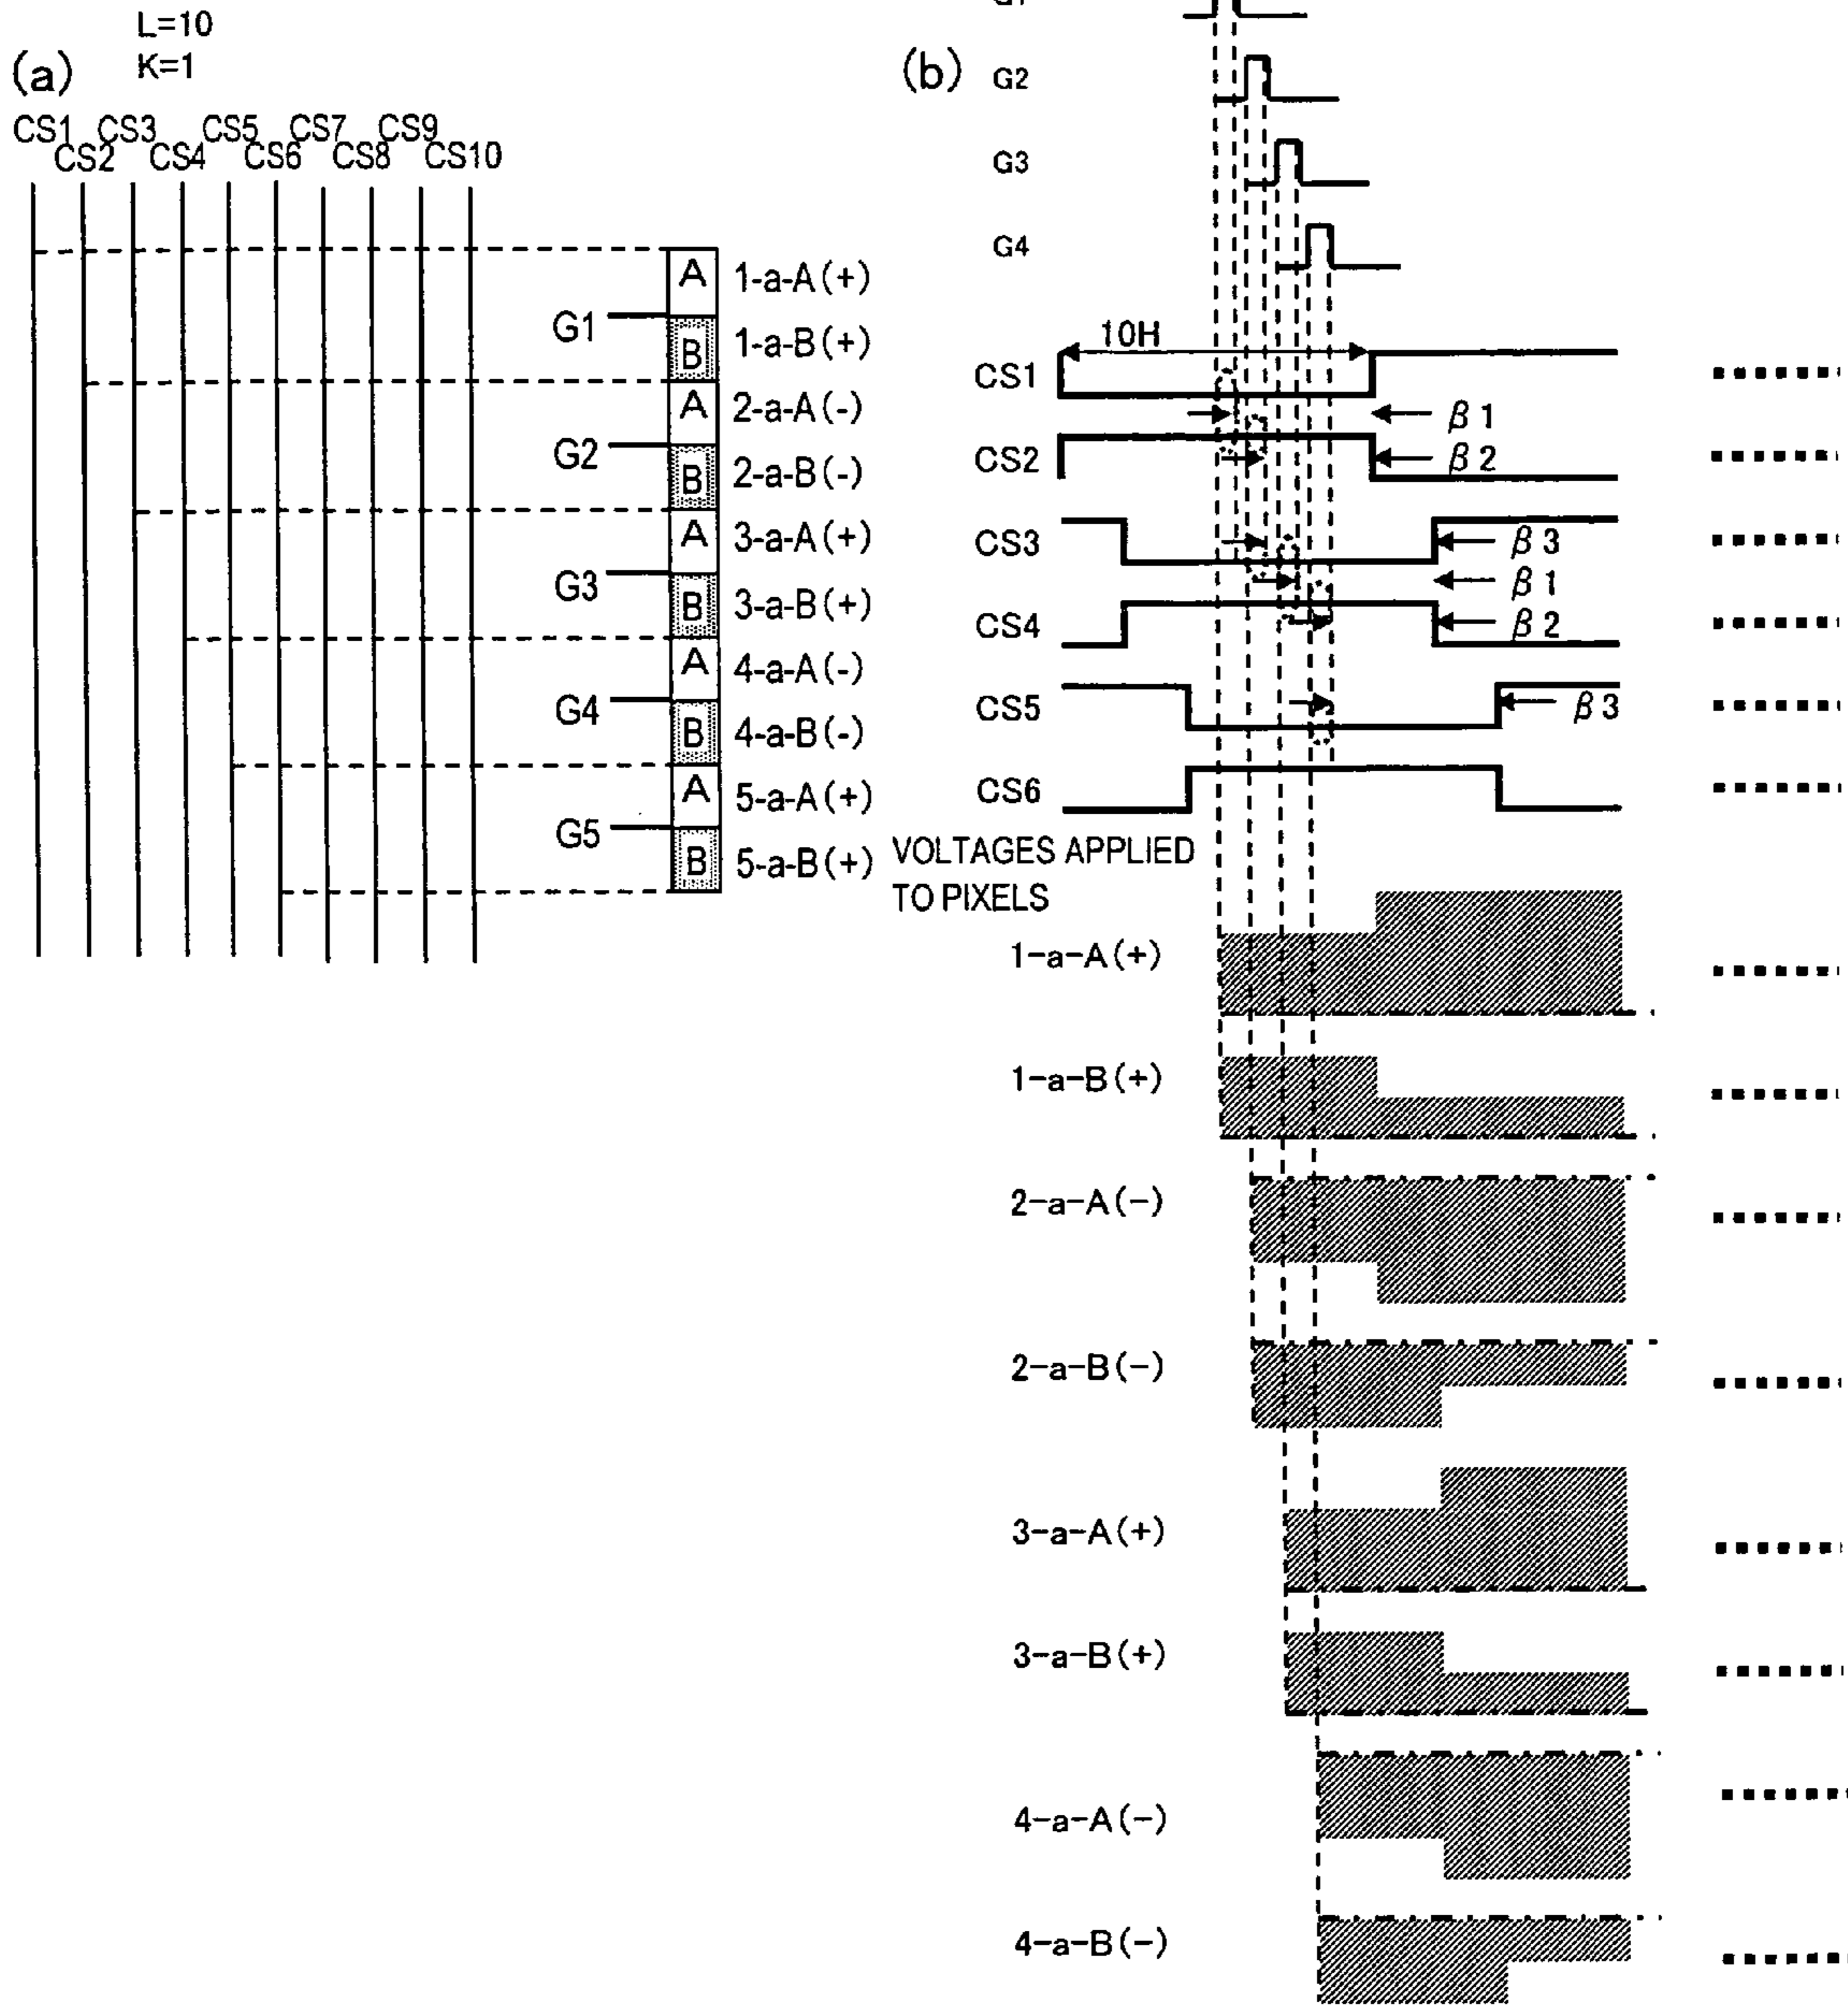 L=10
K=1
(a)
CS1 CS3 CS5 CS7 CS9
CS2 CS4 CS6 CS8 CS10
A 1-a-A(+)
G1
B 1-a-B(+)
A 2-a-A(-)
G2
B 2-a-B(-)
A 3-a-A(+)
G3
B 3-a-B(+)
A 4-a-A(-)
G4
B 4-a-B(-)
A 5-a-A(+)
G5
B 5-a-B(+)
(b)
G2
G3
G4
10H
CS1
β1
CS2
β2
CS3
β3
β1
CS4
β2
CS5
β3
CS6
VOLTAGES APPLIED
TO PIXELS
1-a-A(+)
1-a-B(+)
2-a-A(-)
2-a-B(-)
3-a-A(+)
3-a-B(+)
4-a-A(-)
4-a-B(-)